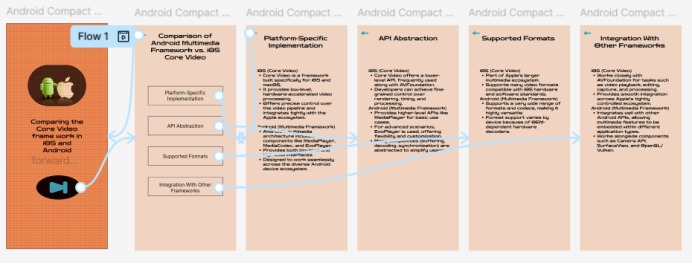 Android Compact ...
Android Compact ...
Android Compact ...
Android Compact ...
Android Compact ...
Android Compact ...
Flow 1
Comparing the
Core Video
frame work in
iOS and
Android
forward...
Comparison of
Android Multimedia
Framework vs. iOS
Core Video
Platform-Specific
Implementation
API Abstraction
Supported Formats
Integration With Other
Frameworks
Platform-Specific
Implementation
iOS (Core Video)
• Core Video is a framework
built specifically for iOS and
macOS.
• It provides low-level,
hardware-accelerated video
processing.
• Offers precise control over
the video pipeline and
integrates tightly with the
ecosystem.
Android (Multimedia Framework)
• Android's multimedia
architecture includes
components like MediaPlayer,
MediaCodec, and ExoPlayer.
• Provides both
interfaces.
• Designed to work seamlessly
across the diverse Android
device ecosystem.
API Abstraction
iOS (Core Video)
• Core Video offers a lower-
level API, frequently used
along with AVFoundation.
• Developers can achieve fine-
grained control over
rendering, timing, and
processing.
Android (Multimedia Framework)
• Provides higher-level APIs like
MediaPlayer for basic use
cases.
• For advanced scenarios,
ExoPlayer is used, offering
flexibility and customization.
• (buffering,
decoding, synchronization) are
abstracted to simplify
Supported Formats
iOS (Core Video)
• Part of Apple's larger
multimedia ecosystem.
• Supports many video formats
compatible with iOS hardware
and software standards.
Android (Multimedia Framework)
• Supports a very wide range of
formats and codecs, making it
highly versatile.
• Format support varies by
device because of OEM-
dependent hardware
decoders.
Integration With
Other Frameworks
iOS (Core Video)
• Works closely with
AVFoundation for tasks such
as video playback, editing,
capture, and processing.
• Provides smooth integration
across Apple's tightly
controlled ecosystem.
Android (Multimedia Framework)
• Integrates well with other
Android APIs, allowing
multimedia features to be
embedded within different
application types.
• Works alongside components
such as Camera API,
SurfaceView, and OpenGL/
Vulkan.